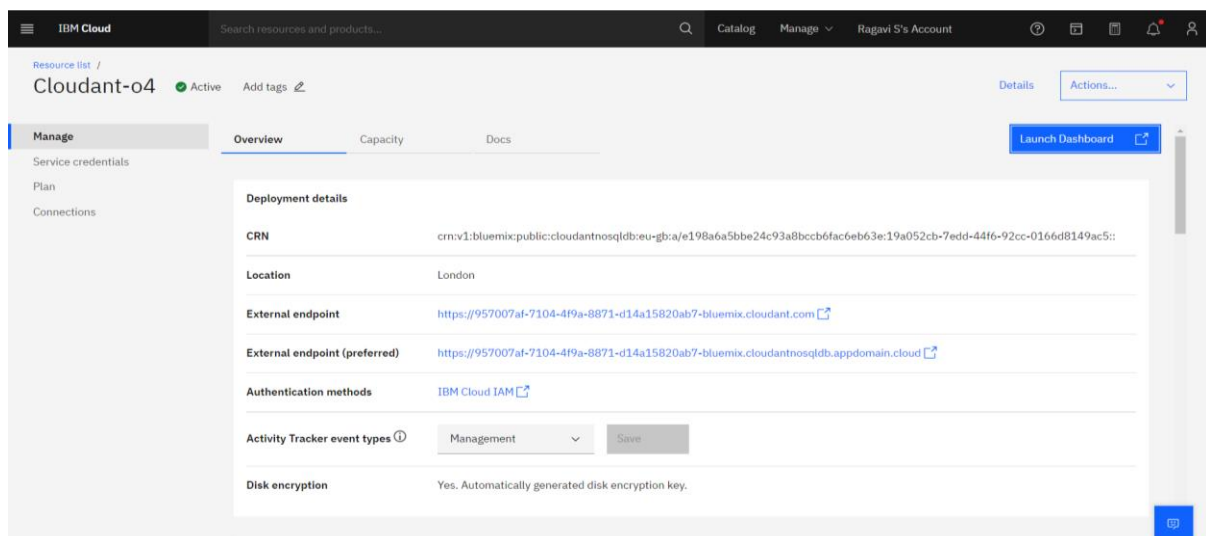 IBM Cloud
Search resources and products...
Catalog
Manage
Ragavi S's Account
Resource list /
Cloudant-o4
Active
Add tags
Details
Actions...
Manage
Service credentials
Plan
Connections
Overview
Capacity
Docs
Launch Dashboard
Deployment details
CRN crn:v1:bluemix:public:cloudantnosqldb:eu-gb:a/e198a6a5bbe24c93a8bccb6fac6eb63e:19a052cb-7edd-44f6-92cc-0166d8149ac5::
Location London
External endpoint https://957007af-7104-4f9a-8871-d14a15820ab7-bluemix.cloudant.com
External endpoint (preferred) https://957007af-7104-4f9a-8871-d14a15820ab7-bluemix.cloudantnosqldb.appdomain.cloud
Authentication methods IBM Cloud IAM
Activity Tracker event types Management Save
Disk encryption Yes. Automatically generated disk encryption key.